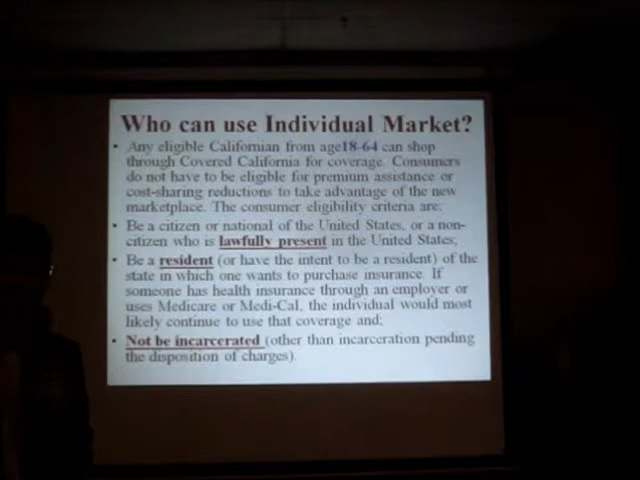 Who can use Individual Market?
• Any eligible Californian from age18-64 can shop
through Covered California for coverage. Consumers
do not have to be eligible for premium assistance or
cost-sharing reductions to take advantage of the new
marketplace. The consumer eligibility criteria are:
• Be a citizen or national of the United States, or a non-
citizen who is lawfully present in the United States;
• Be a resident (or have the intent to be a resident) of the
state in which one wants to purchase insurance. If
someone has health insurance through an employer or
uses Medicare or Medi-Cal, the individual would most
likely continue to use that coverage and;
• Not be incarcerated (other than incarceration pending
the disposition of charges).